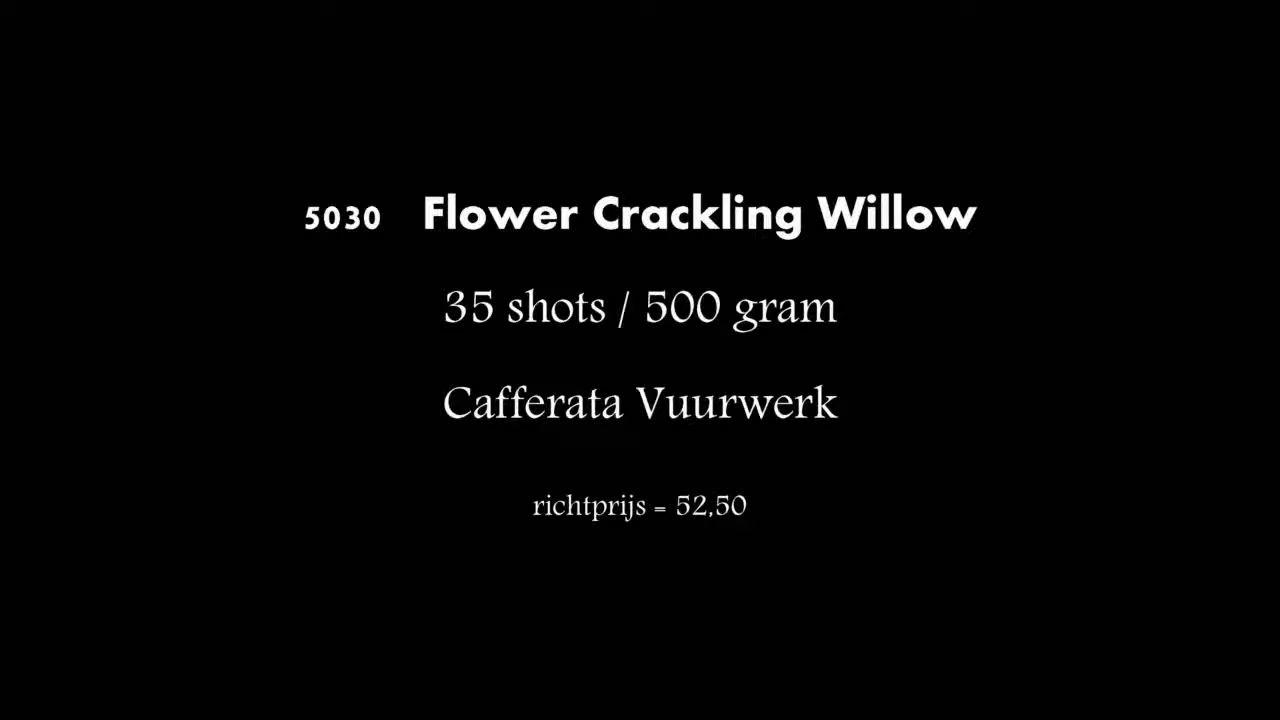 5030 Flower Crackling Willow
35 shots / 500 gram
Cafferata Vuurwerk
richtprijs = 52,50